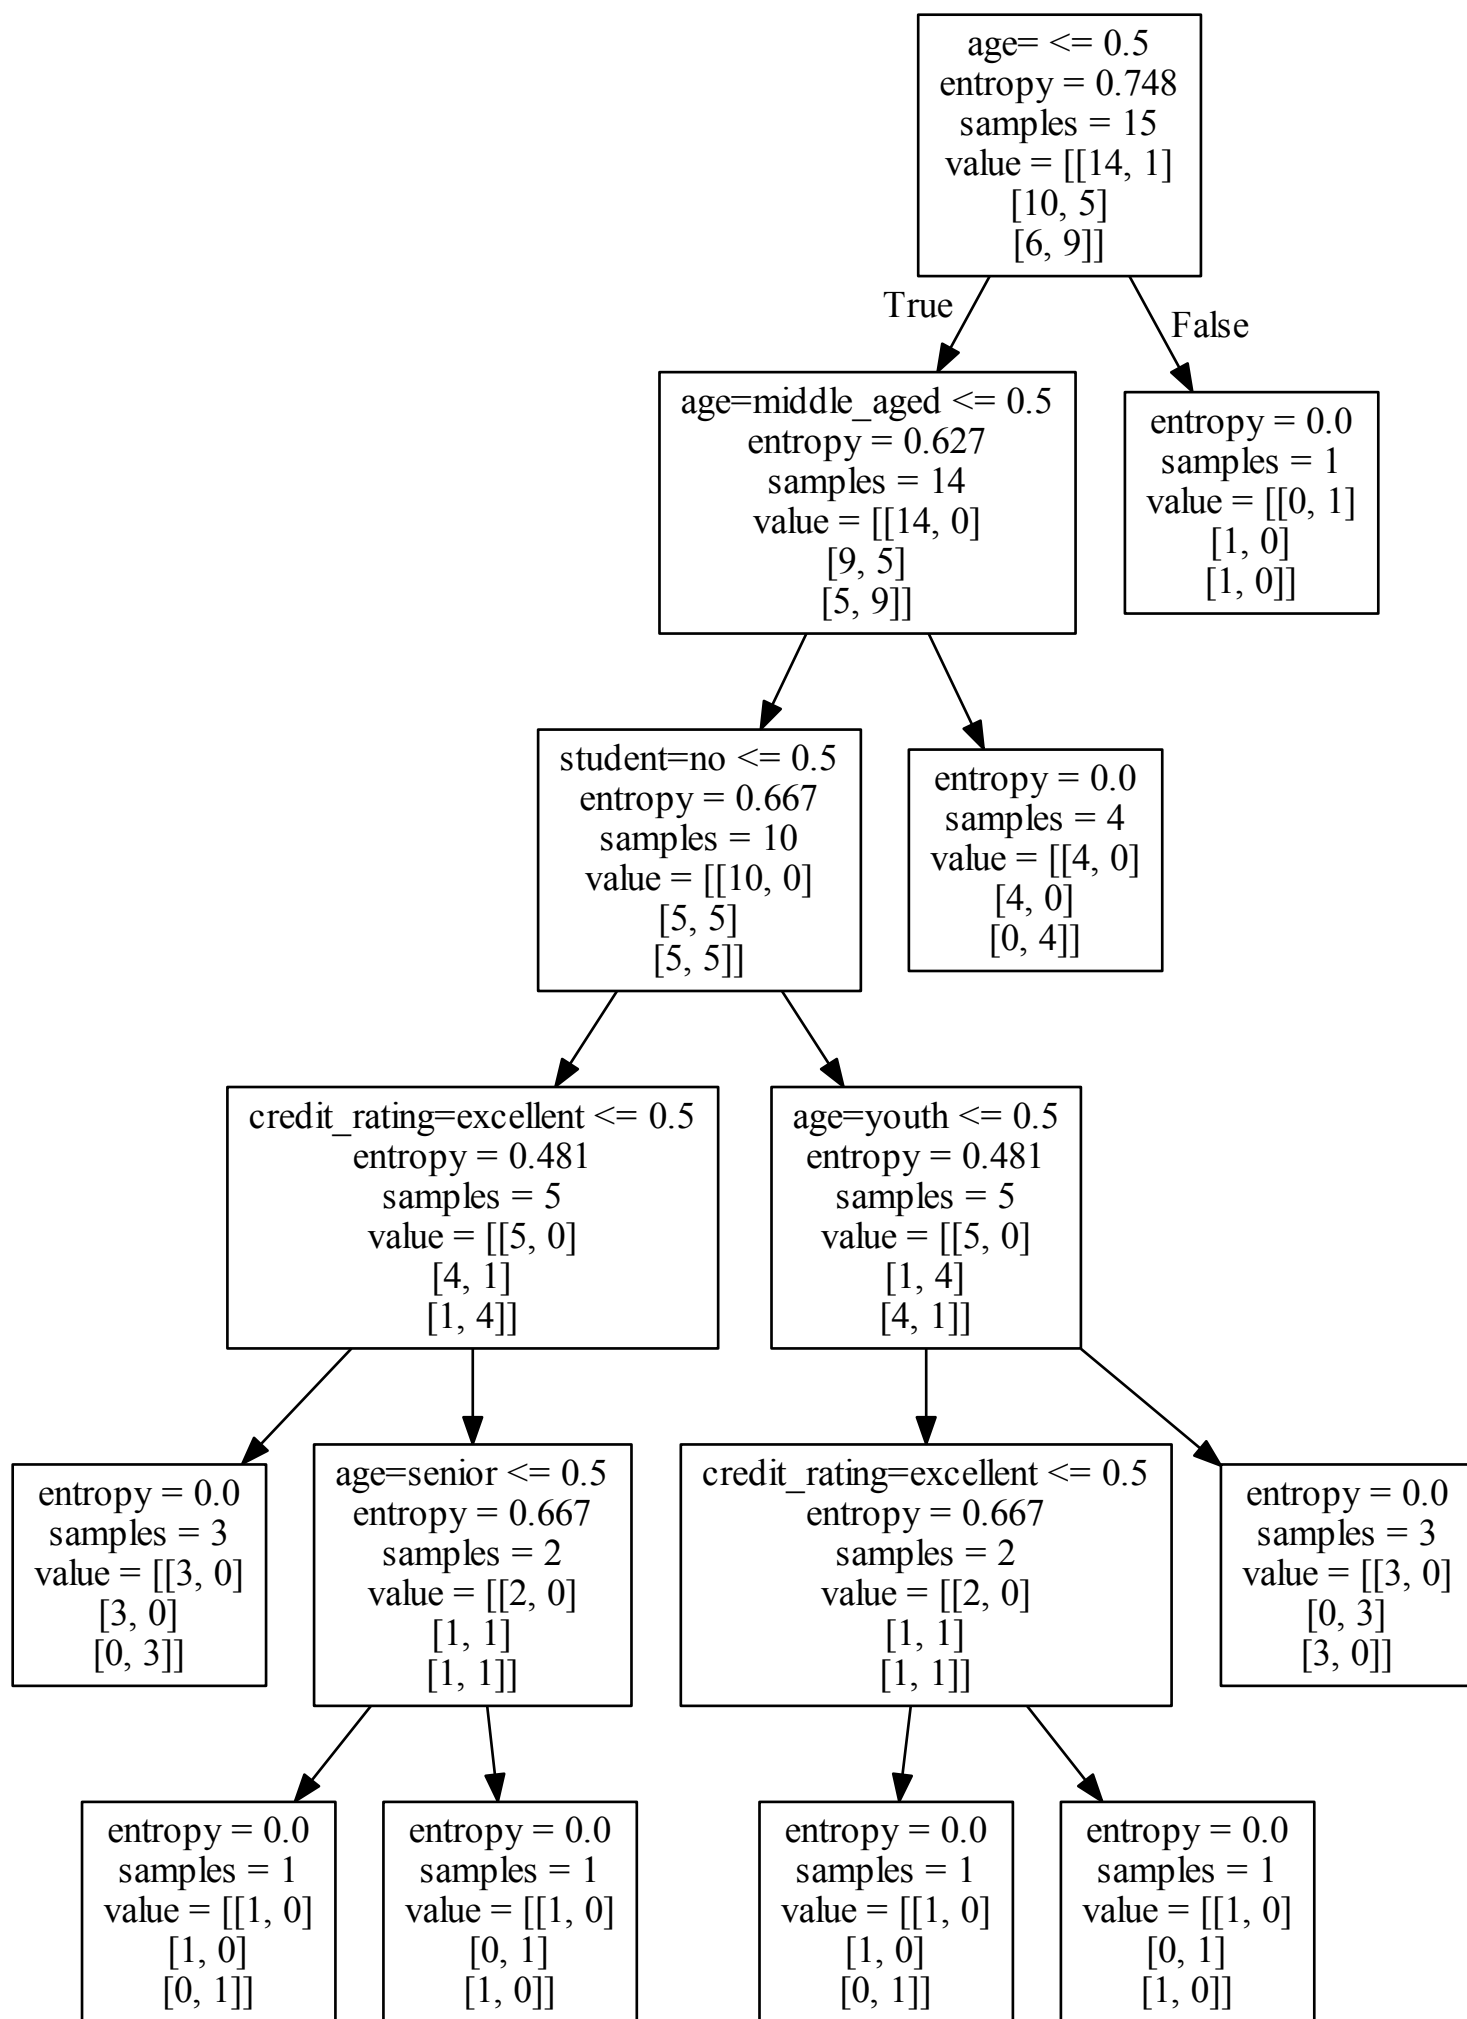 age= <= 0.5
entropy = 0.748
samples = 15
value = [[14, 1]
[10, 5]
[6, 9]]
True
False
age=middle_aged <= 0.5
entropy = 0.627
samples = 14
value = [[14, 0]
[9, 5]
[5, 9]]
entropy = 0.0
samples = 1
value = [[0, 1]
[1, 0]
[1, 0]]
student=no <= 0.5
entropy = 0.667
samples = 10
value = [[10, 0]
[5, 5]
[5, 5]]
entropy = 0.0
samples = 4
value = [[4, 0]
[4, 0]
[0, 4]]
credit_rating=excellent <= 0.5
entropy = 0.481
samples = 5
value = [[5, 0]
[4, 1]
[1, 4]]
age=youth <= 0.5
entropy = 0.481
samples = 5
value = [[5, 0]
[1, 4]
[4, 1]]
entropy = 0.0
samples = 3
value = [[3, 0]
[3, 0]
[0, 3]]
age=senior <= 0.5
entropy = 0.667
samples = 2
value = [[2, 0]
[1, 1]
[1, 1]]
credit_rating=excellent <= 0.5
entropy = 0.667
samples = 2
value = [[2, 0]
[1, 1]
[1, 1]]
entropy = 0.0
samples = 3
value = [[3, 0]
[0, 3]
[3, 0]]
entropy = 0.0
samples = 1
value = [[1, 0]
[1, 0]
[0, 1]]
entropy = 0.0
samples = 1
value = [[1, 0]
[0, 1]
[1, 0]]
entropy = 0.0
samples = 1
value = [[1, 0]
[1, 0]
[0, 1]]
entropy = 0.0
samples = 1
value = [[1, 0]
[0, 1]
[1, 0]]